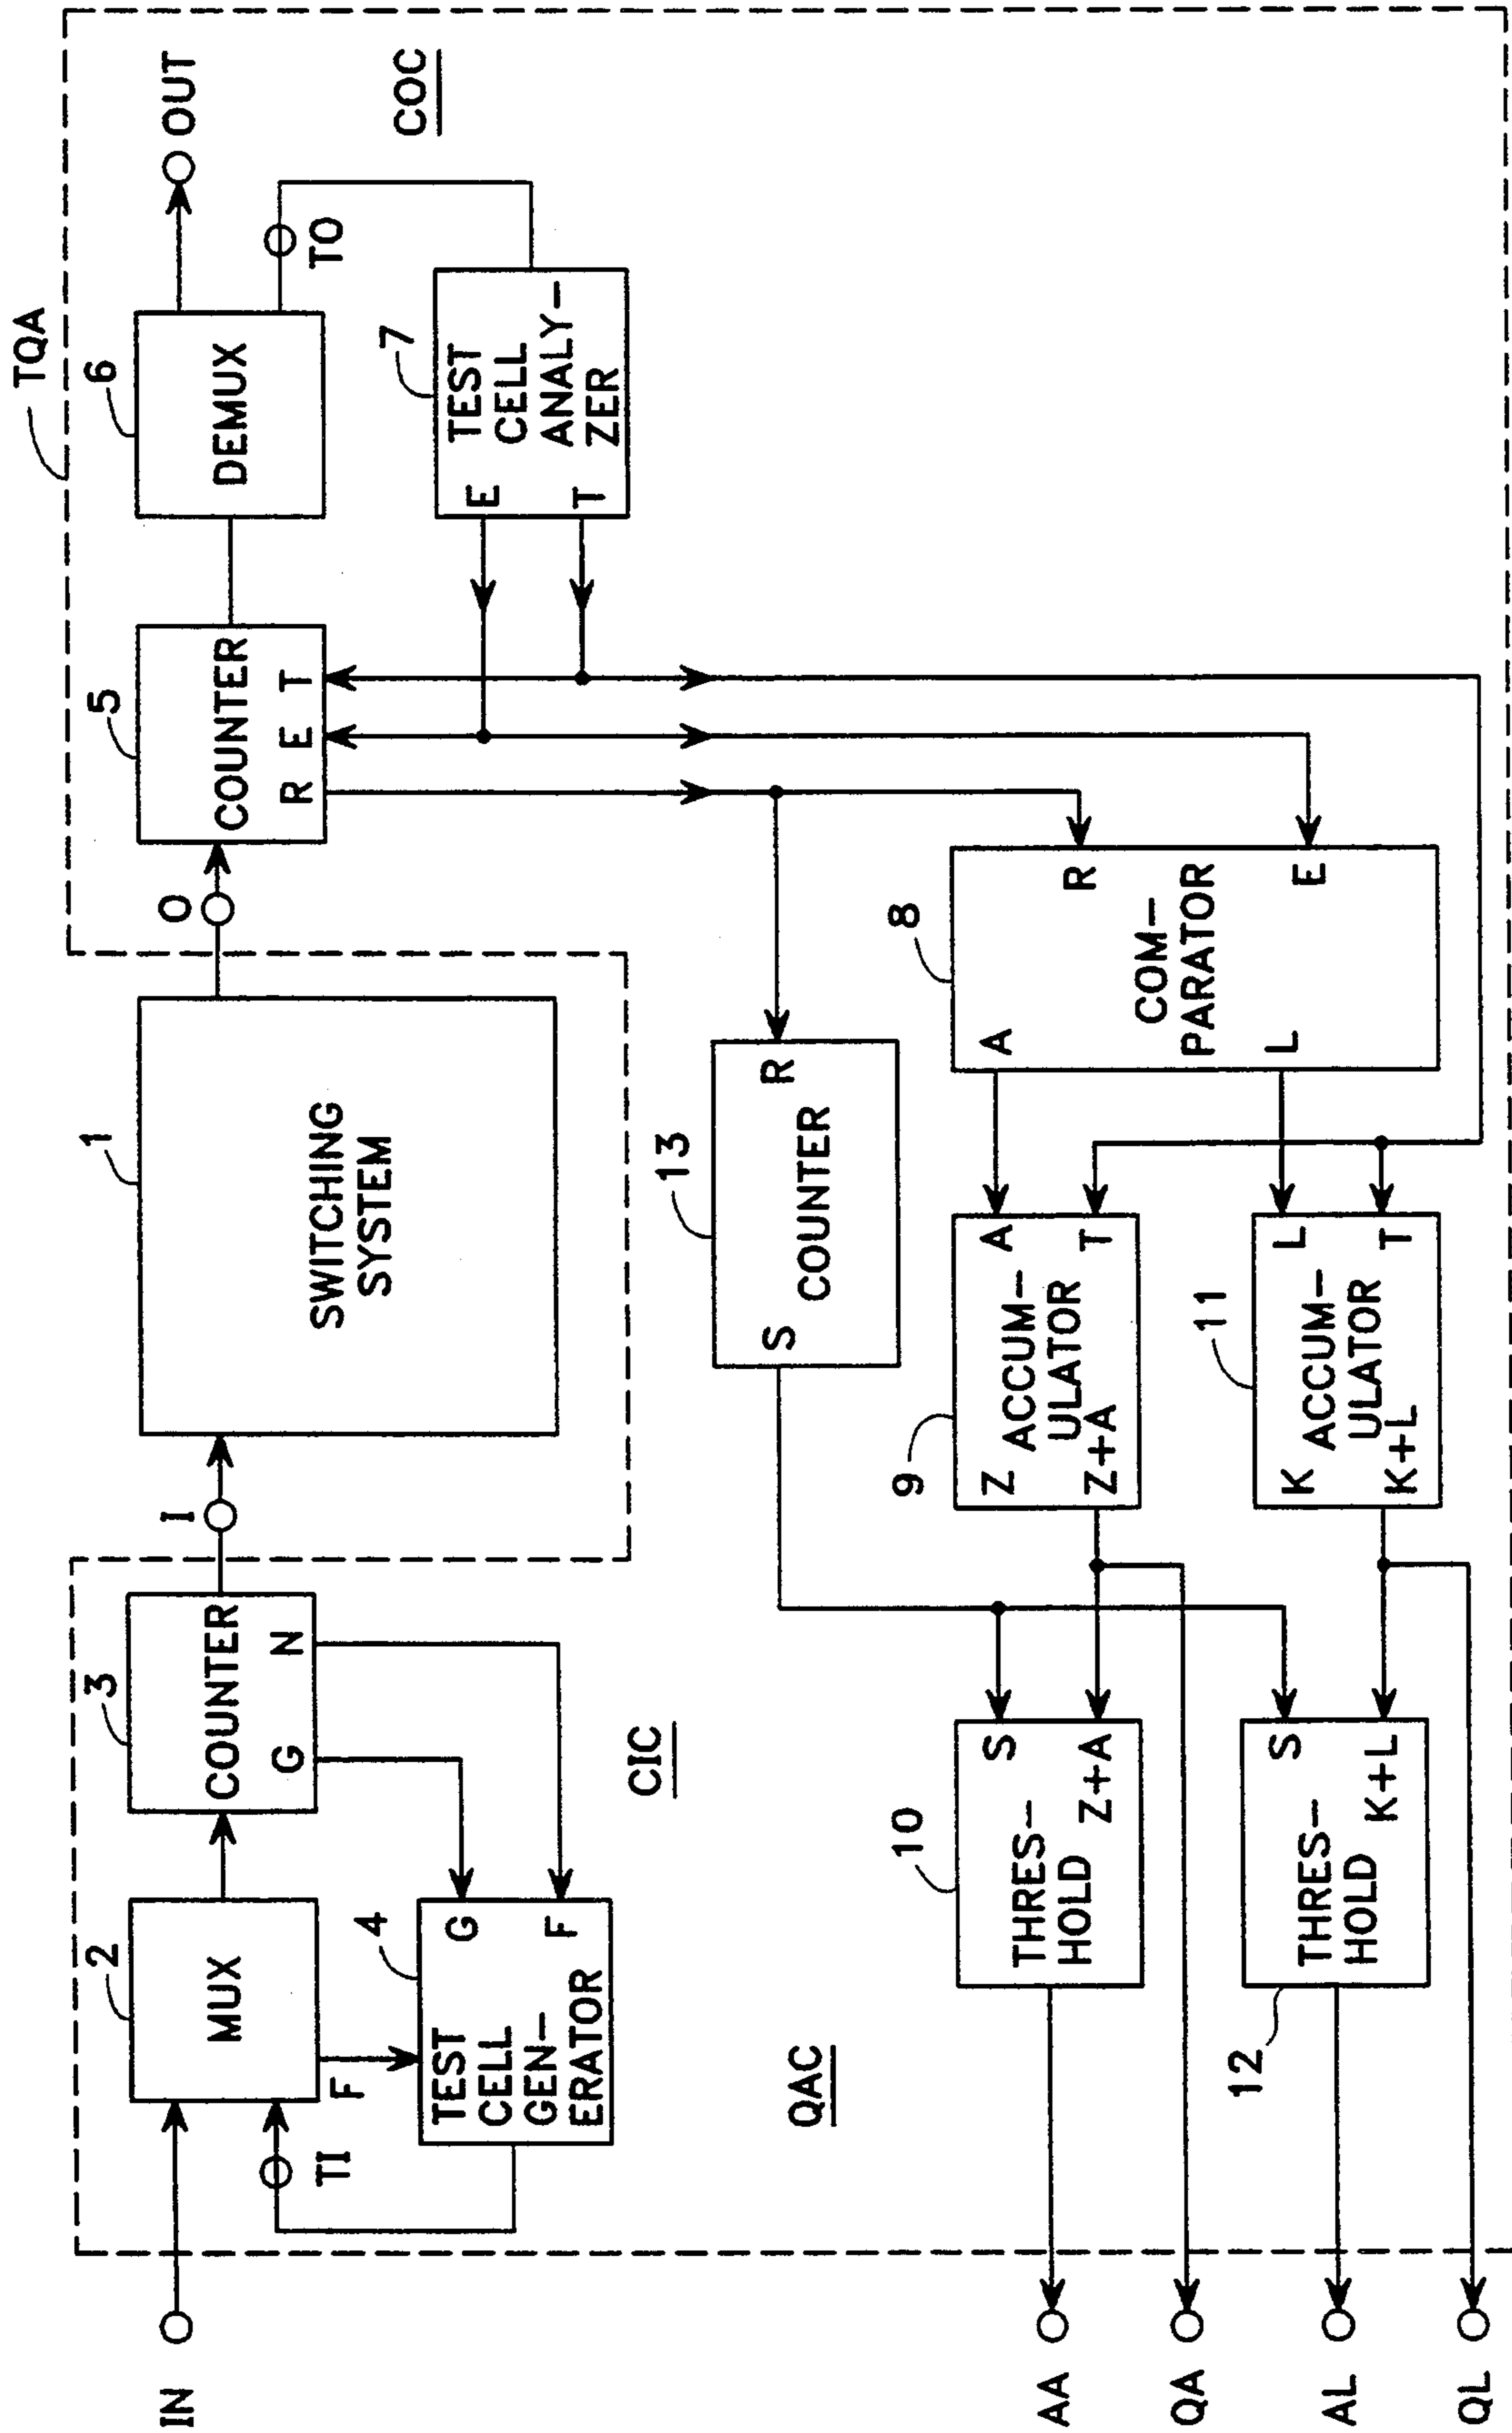 TQA
IN
2
MUX
F
TI
4
TEST
CELL
GEN-
ERATOR
G
F
3
COUNTER
G
N
CIC
I
1
SWITCHING
SYSTEM
O
5
COUNTER
R E T
6
DEMUX
OUT
TO
COC
7
TEST
CELL
ANALY-
ZER
E
T
QAC
13
S
R
COUNTER
8
A
R
COM-
PARATOR
L
E
9
Z
A
ACCUM-
ULATOR
Z+A
T
11
K
L
ACCUM-
ULATOR
K+L
T
10
S
THRES-
HOLD
Z+A
12
S
THRES-
HOLD
K+L
AA
QA
AL
QL